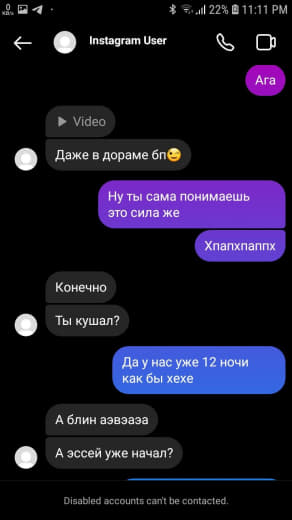 0
KB/s
22% 11:11 PM
Instagram User
Ага
Video
Даже в дораме бп😉
Ну ты сама понимаешь
это сила же
Хпапхпаппх
Конечно
Ты кушал?
Да у нас уже 12 ночи
как бы хехе
А блин аэвэаэа
А эссей уже начал?
Disabled accounts can't be contacted.